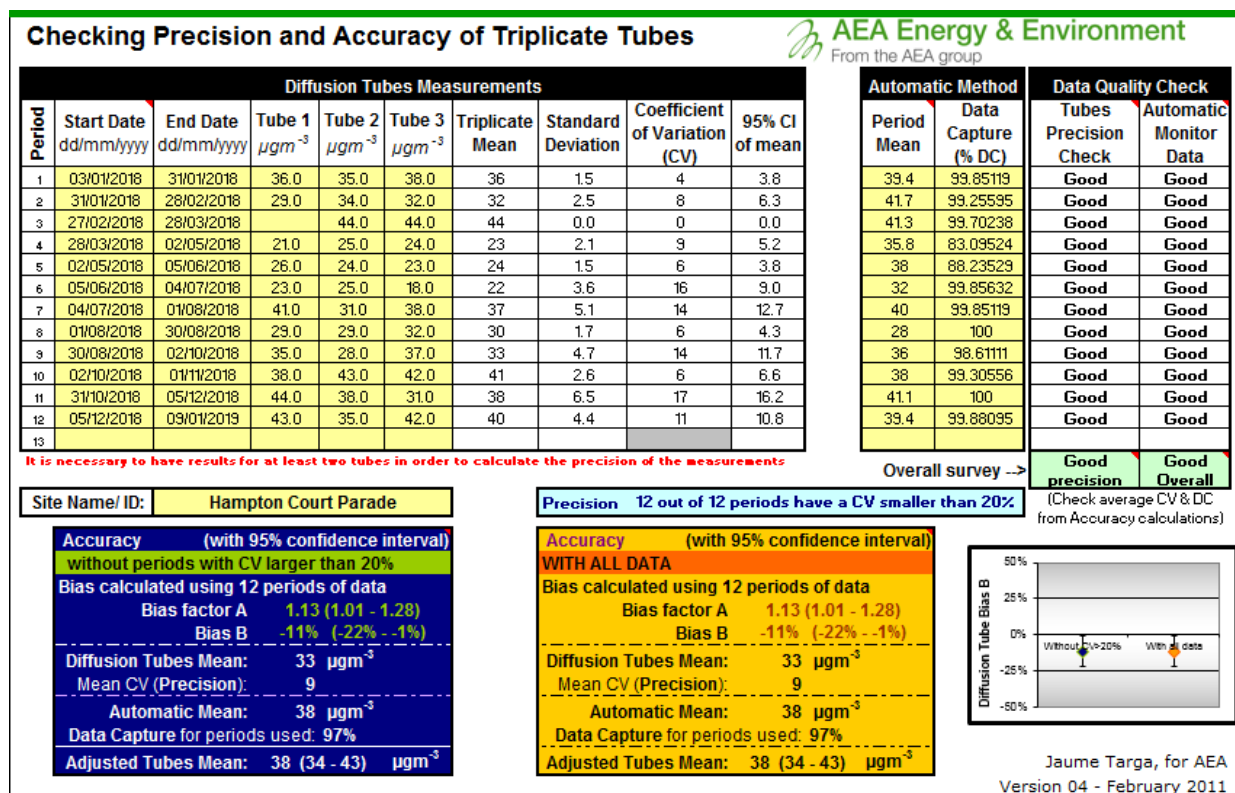 Checking Precision and Accuracy of Triplicate Tubes
AEA Energy & Environment
From the AEA group
Diffusion Tubes Measurements
Automatic Method
Data Quality Check
Period
Start Date dd/mm/yyyy
End Date dd/mm/yyyy
Tube 1 µgm⁻³
Tube 2 µgm⁻³
Tube 3 µgm⁻³
Triplicate Mean
Standard Deviation
Coefficient of Variation (CV)
95% CI of mean
Period Mean
Data Capture (% DC)
Tubes Precision Check
Automatic Monitor Data
1 03/01/2018 31/01/2018 36.0 35.0 38.0 36 1.5 4 3.8 39.4 99.85119 Good Good
2 31/01/2018 28/02/2018 29.0 34.0 32.0 32 2.5 8 6.3 41.7 99.25595 Good Good
3 27/02/2018 28/03/2018 44.0 44.0 44 0.0 0 0.0 41.3 99.70238 Good Good
4 28/03/2018 02/05/2018 21.0 25.0 24.0 23 2.1 9 5.2 35.8 83.09524 Good Good
5 02/05/2018 05/06/2018 26.0 24.0 23.0 24 1.5 6 3.8 38 88.23529 Good Good
6 05/06/2018 04/07/2018 23.0 25.0 18.0 22 3.6 16 9.0 32 99.85632 Good Good
7 04/07/2018 01/08/2018 41.0 31.0 38.0 37 5.1 14 12.7 40 99.85119 Good Good
8 01/08/2018 30/08/2018 29.0 29.0 32.0 30 1.7 6 4.3 28 100 Good Good
9 30/08/2018 02/10/2018 35.0 28.0 37.0 33 4.7 14 11.7 36 98.61111 Good Good
10 02/10/2018 01/11/2018 38.0 43.0 42.0 41 2.6 6 6.6 38 99.30556 Good Good
11 31/10/2018 05/12/2018 44.0 38.0 31.0 38 6.5 17 16.2 41.1 100 Good Good
12 05/12/2018 09/01/2019 43.0 35.0 42.0 40 4.4 11 10.8 39.4 99.88095 Good Good
13
It is necessary to have results for at least two tubes in order to calculate the precision of the measurements
Overall survey --> Good precision Good Overall
(Check average CV & DC from Accuracy calculations)
Site Name/ ID: Hampton Court Parade
Precision 12 out of 12 periods have a CV smaller than 20%
Accuracy (with 95% confidence interval)
without periods with CV larger than 20%
Bias calculated using 12 periods of data
Bias factor A 1.13 (1.01 - 1.28)
Bias B -11% (-22% - -1%)
Diffusion Tubes Mean: 33 µgm⁻³
Mean CV (Precision): 9
Automatic Mean: 38 µgm⁻³
Data Capture for periods used: 97%
Adjusted Tubes Mean: 38 (34 - 43) µgm⁻³
Accuracy (with 95% confidence interval)
WITH ALL DATA
Bias calculated using 12 periods of data
Bias factor A 1.13 (1.01 - 1.28)
Bias B -11% (-22% - -1%)
Diffusion Tubes Mean: 33 µgm⁻³
Mean CV (Precision): 9
Automatic Mean: 38 µgm⁻³
Data Capture for periods used: 97%
Adjusted Tubes Mean: 38 (34 - 43) µgm⁻³
Diffusion Tube Bias B
50%
25%
0%
-25%
-50%
Without CV>20%
With all data
Jaume Targa, for AEA
Version 04 - February 2011